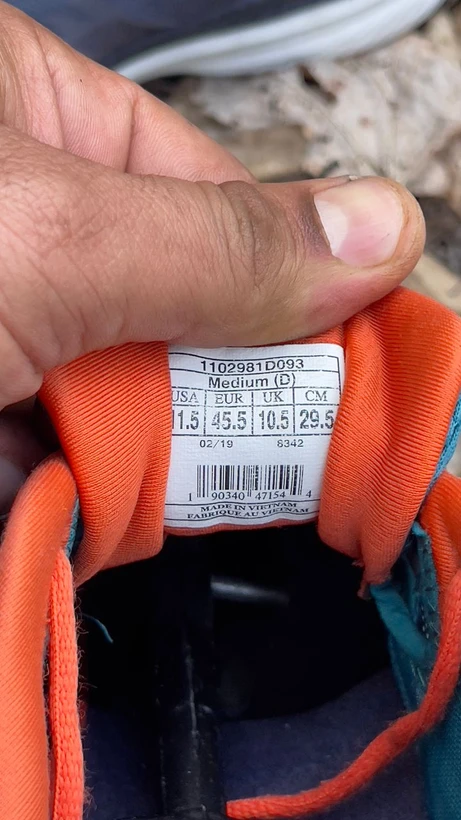 1102981D093
Medium (D)
USA EUR UK CM
1.5 45.5 10.5 29.5
02/19 8342
1 90340 47154 4
MADE IN VIETNAM
FABRIQUE AU VIETNAM